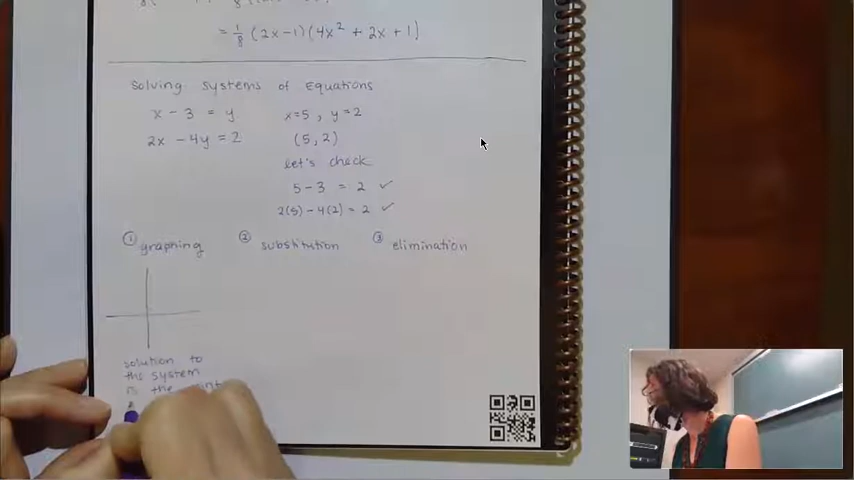 = 1/8 (2x-1)(4x² + 2x + 1)
Solving systems of Equations
x - 3 = y
2x - 4y = 2
x=5, y=2
(5, 2)
let's check
5-3 = 2 ✓
2(5) - 4(2) = 2 ✓
① graphing
② substitution
③ elimination
solution to
the system
is the